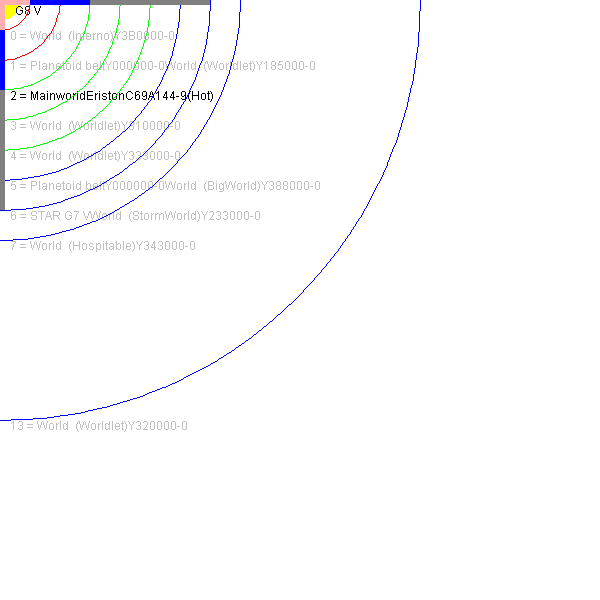 G8 V
0 = World (Inferno)Y3B0000-0
1 = Planetoid beltY000000-0World (Worldlet)Y185000-0
2 = MainworldEristonC69A144-9(Hot)
3 = World (Worldlet)Y310000-0
4 = World (Worldlet)Y323000-0
5 = Planetoid beltY000000-0World (BigWorld)Y388000-0
6 = STAR G7 VWorld (StormWorld)Y233000-0
7 = World (Hospitable)Y343000-0
13 = World (Worldlet)Y320000-0